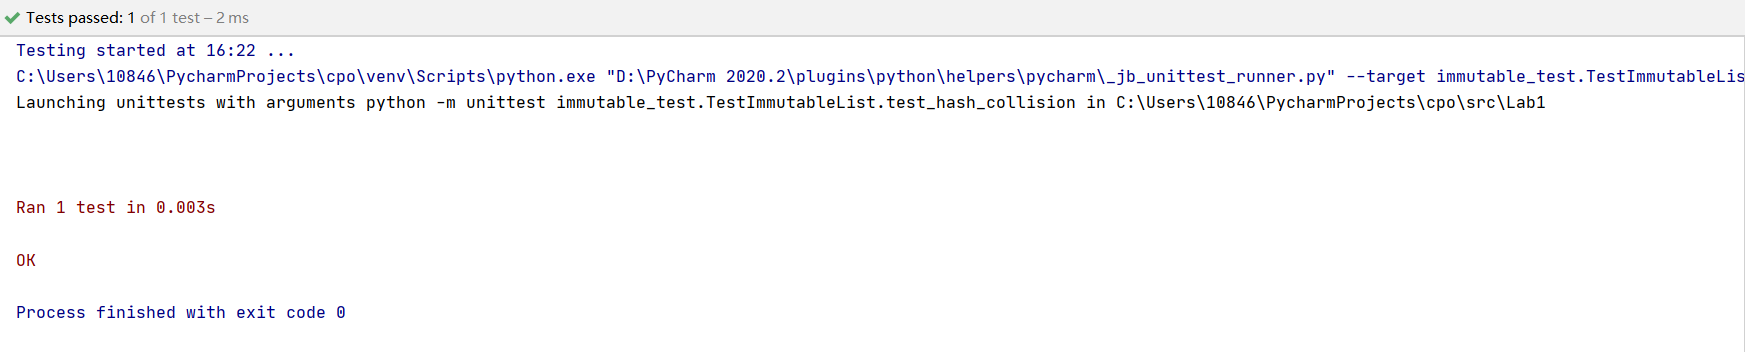 Tests passed: 1 of 1 test – 2 ms
Testing started at 16:22 ...
C:\Users\10846\PycharmProjects\cpo\venv\Scripts\python.exe "D:\PyCharm 2020.2\plugins\python\helpers\pycharm\_jb_unittest_runner.py" --target immutable_test.TestImmutableLis
Launching unittests with arguments python -m unittest immutable_test.TestImmutableList.test_hash_collision in C:\Users\10846\PycharmProjects\cpo\src\Lab1
Ran 1 test in 0.003s
OK
Process finished with exit code 0